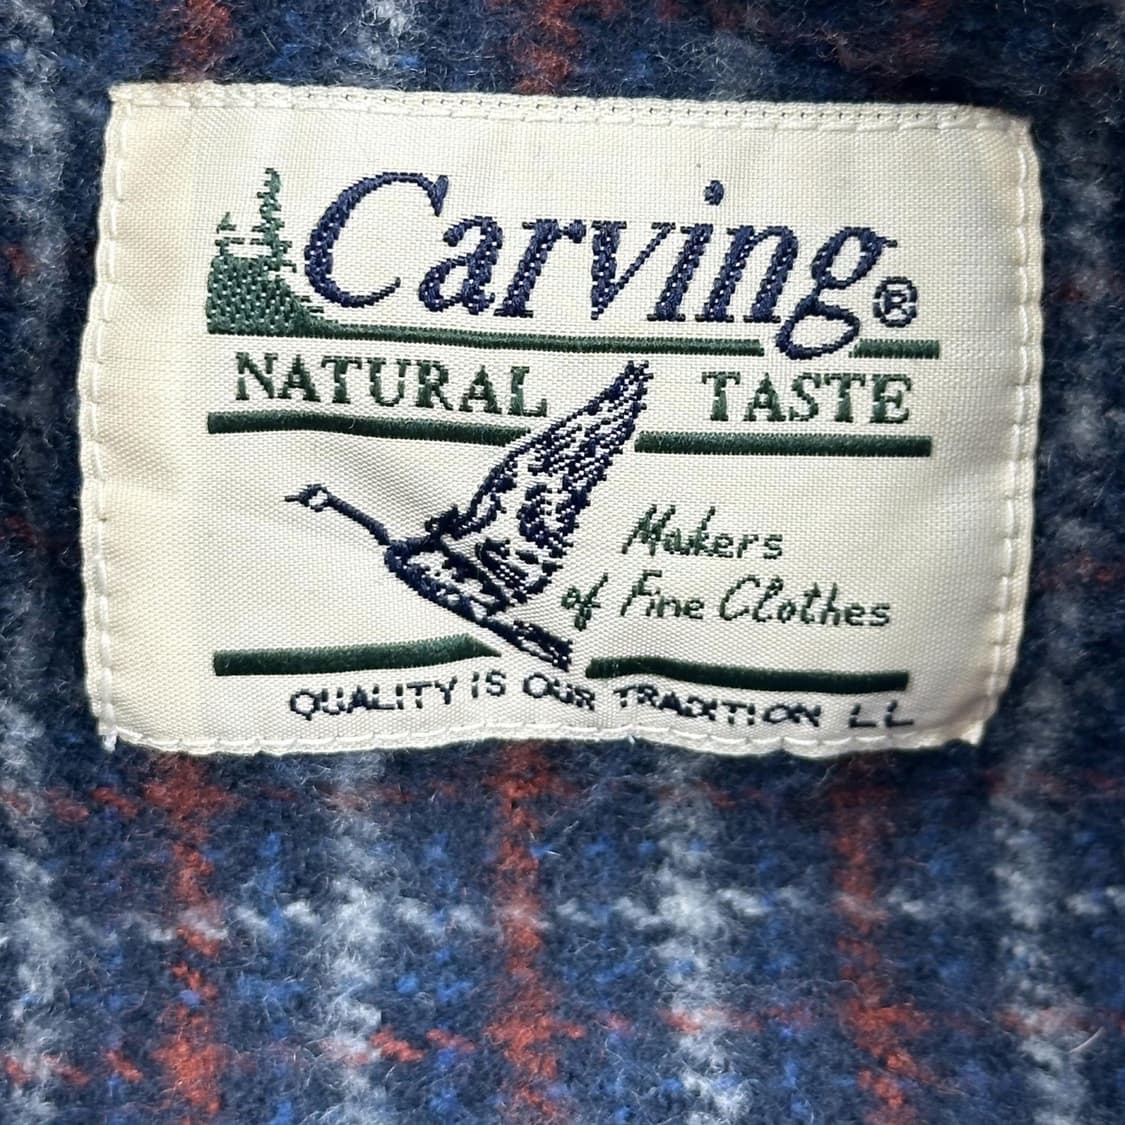 Carving®
NATURAL TASTE
Makers
of Fine Clothes
QUALITY IS OUR TRADITION LL